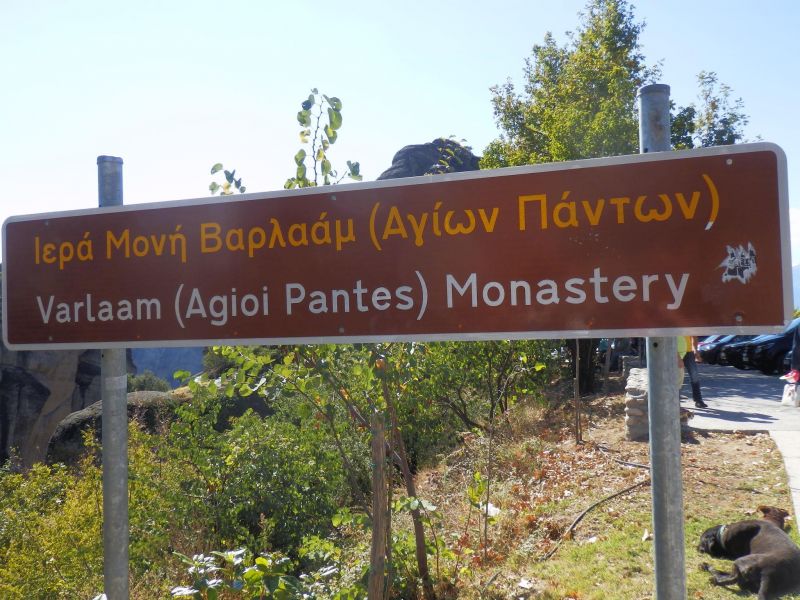 Ιερά Μονή Βαρλαάμ (Αγίων Πάντων)
Varlaam (Agioi Pantes) Monastery